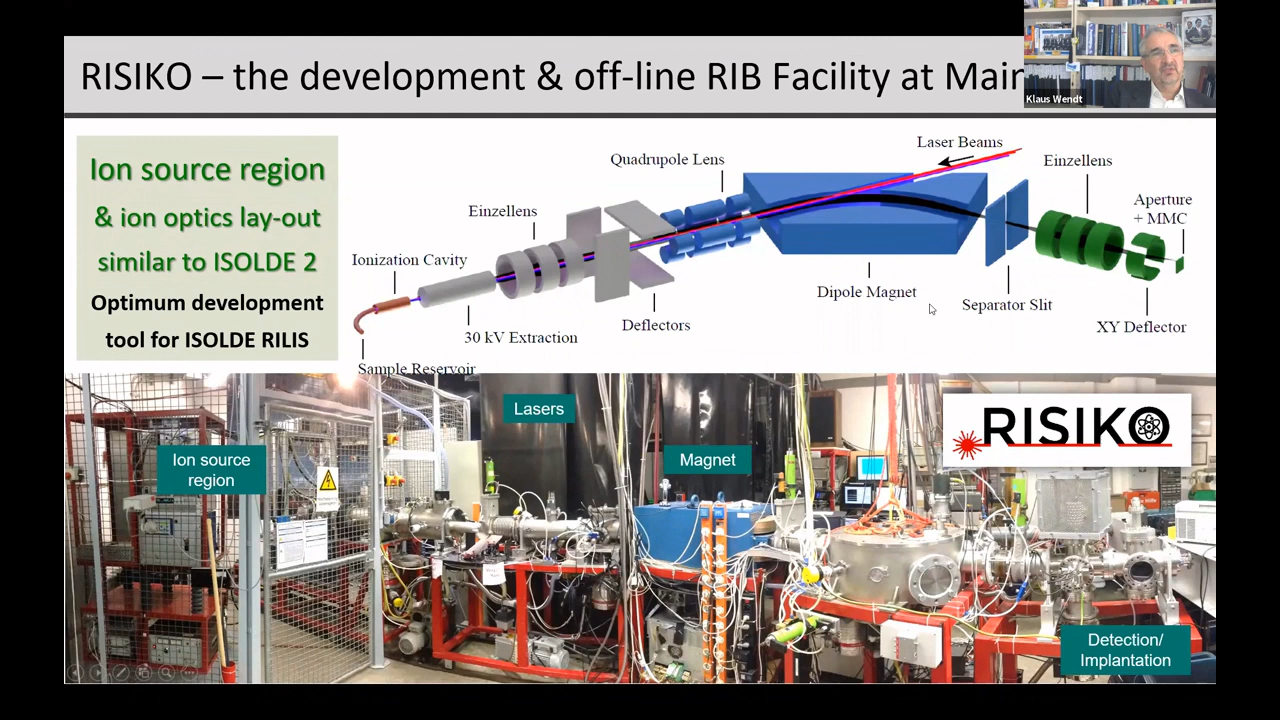 RISIKO – the development & off-line RIB Facility at Main
Klaus Wendt
Ion source region
& ion optics lay-out
similar to ISOLDE 2
Optimum development
tool for ISOLDE RILIS
Laser Beams
Quadrupole Lens
Einzellens
Aperture
+ MMC
Einzellens
Ionization Cavity
Dipole Magnet
Separator Slit
XY Deflector
Deflectors
30 kV Extraction
Sample Reservoir
Lasers
RISIKO
Ion source
region
Magnet
Detection/
Implantation